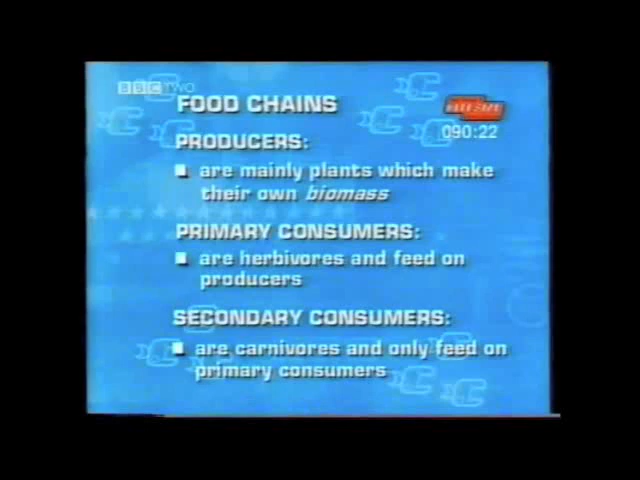 BBC TWO
FOOD CHAINS
090:22
PRODUCERS:
are mainly plants which make
their own biomass
PRIMARY CONSUMERS:
are herbivores and feed on
producers
SECONDARY CONSUMERS:
are carnivores and only feed on
primary consumers